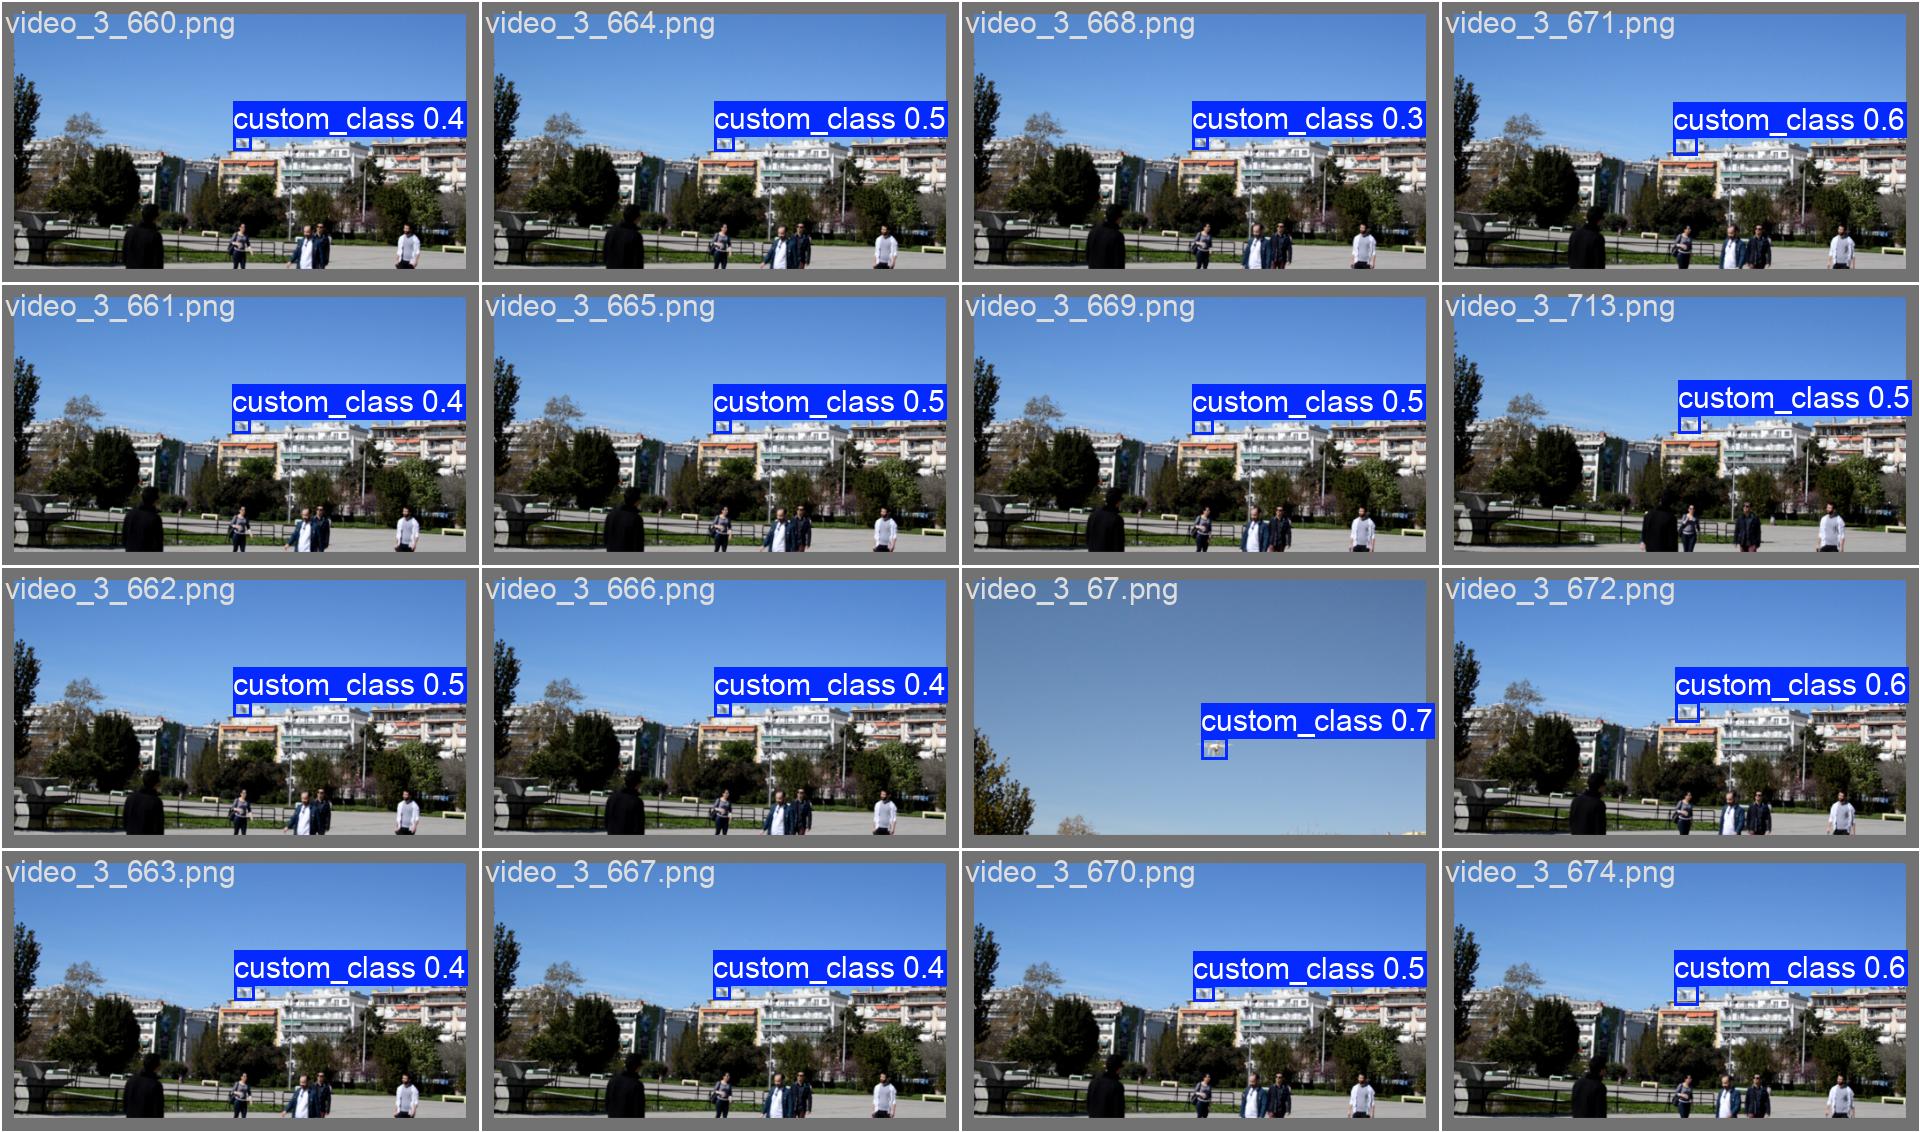 video_3_660.png
custom_class 0.4
video_3_664.png
custom_class 0.5
video_3_668.png
custom_class 0.3
video_3_671.png
custom_class 0.6
video_3_661.png
custom_class 0.4
video_3_665.png
custom_class 0.5
video_3_669.png
custom_class 0.5
video_3_713.png
custom_class 0.5
video_3_662.png
custom_class 0.5
video_3_666.png
custom_class 0.4
video_3_67.png
custom_class 0.7
video_3_672.png
custom_class 0.6
video_3_663.png
custom_class 0.4
video_3_667.png
custom_class 0.4
video_3_670.png
custom_class 0.5
video_3_674.png
custom_class 0.6